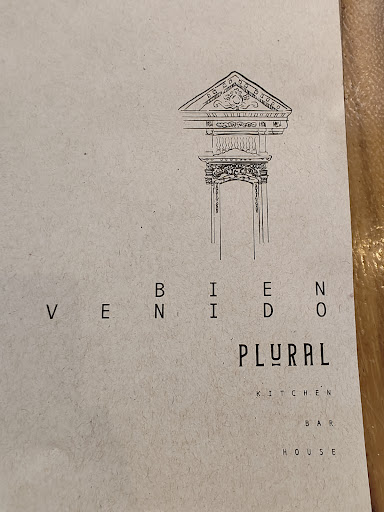 BIEN
VENIDO
PLURAL
KITCHEN
BAR
HOUSE